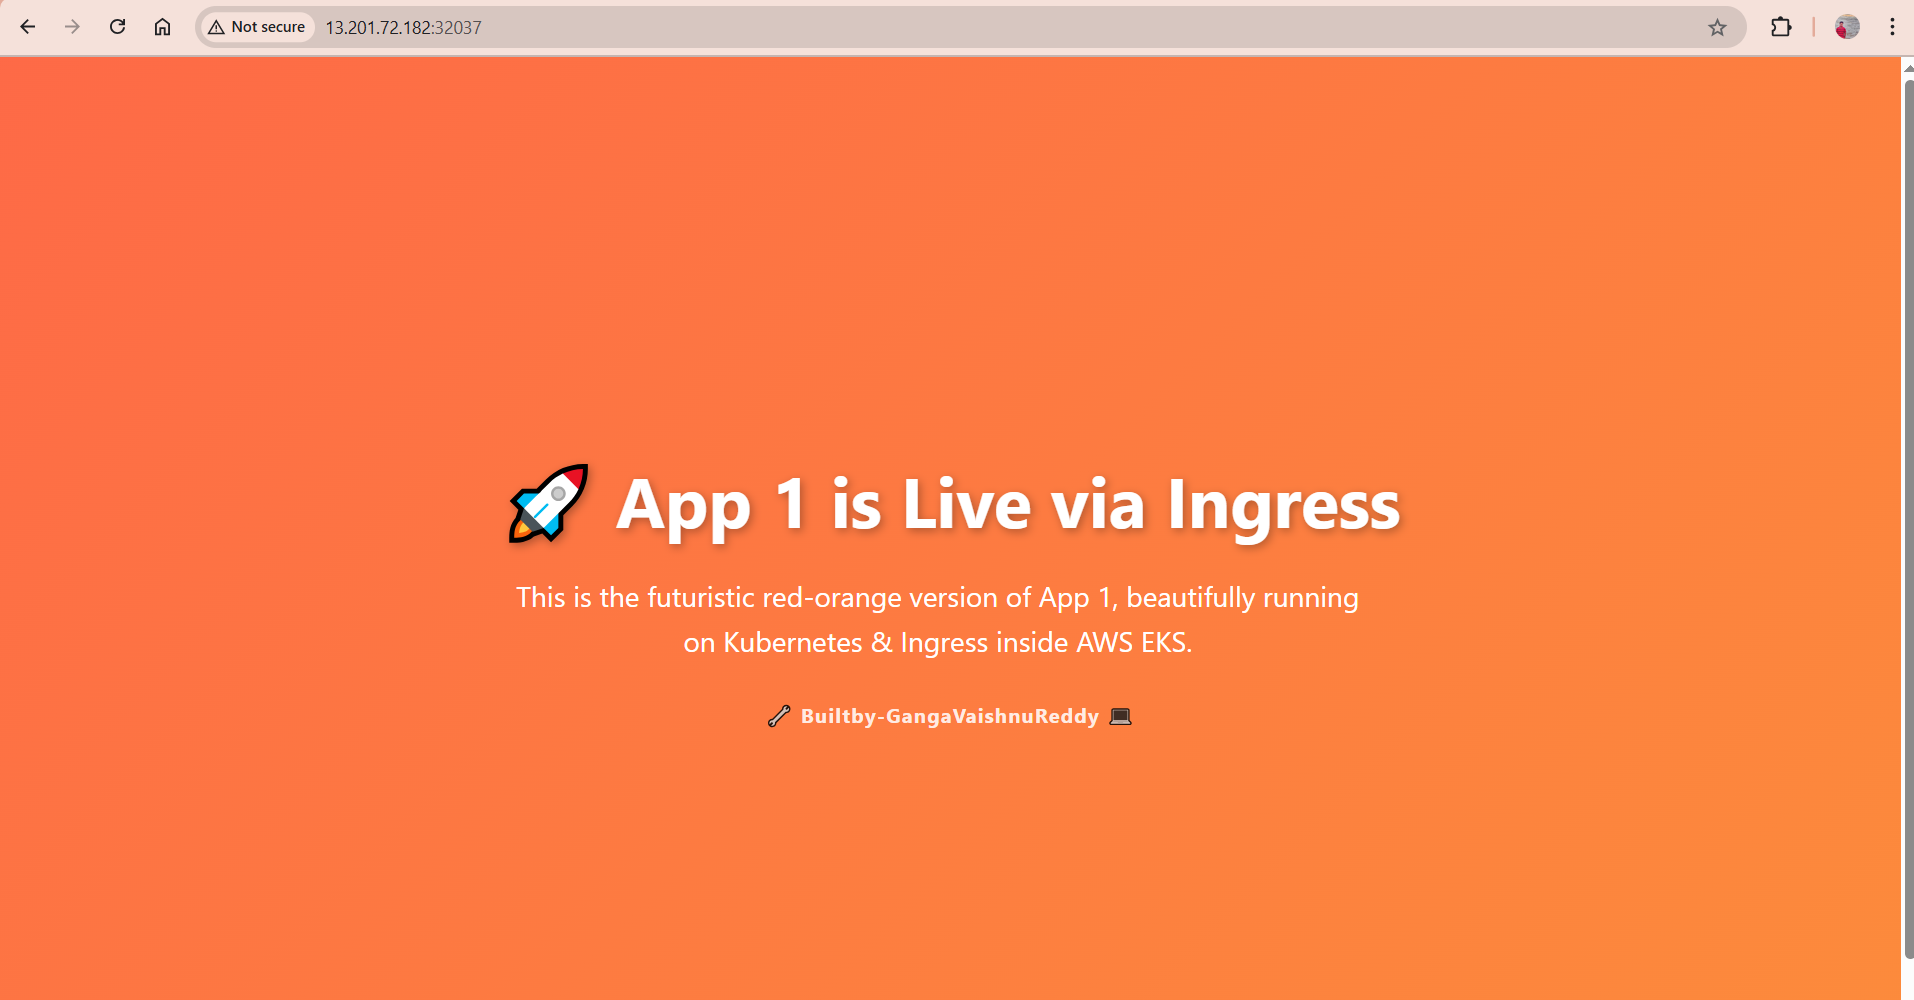 Not secure
13.201.72.182:32037
🚀 App 1 is Live via Ingress
This is the futuristic red-orange version of App 1, beautifully running
on Kubernetes & Ingress inside AWS EKS.
🔧 Builtby-GangaVaishnuReddy 💻